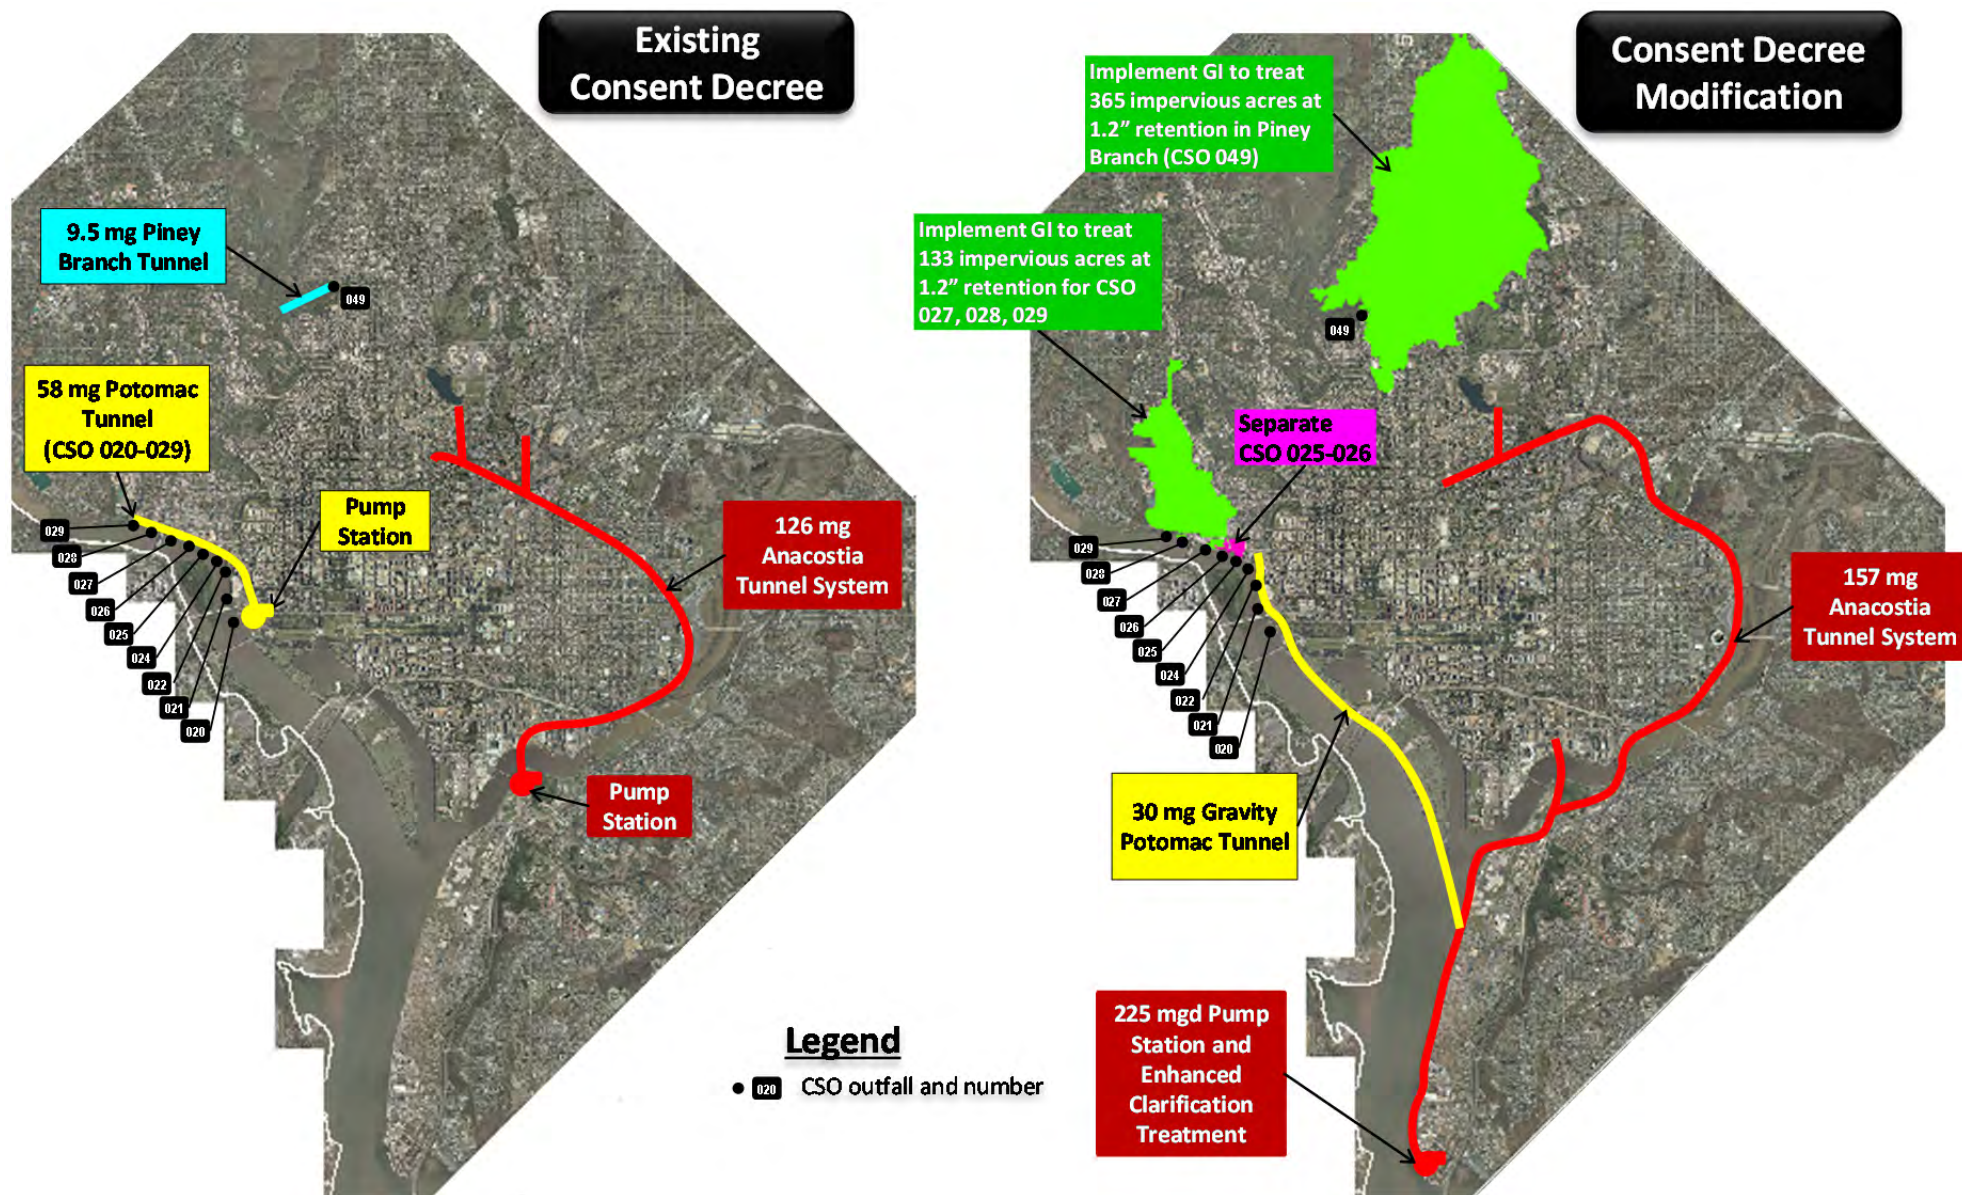 Existing
Consent Decree
9.5 mg Piney
Branch Tunnel
049
58 mg Potomac
Tunnel
(CSO 020-029)
Pump
Station
029
028
027
026
025
024
022
021
020
126 mg
Anacostia
Tunnel System
Pump
Station
Legend
020 CSO outfall and number
Consent Decree
Modification
Implement GI to treat
365 impervious acres at
1.2” retention in Piney
Branch (CSO 049)
Implement GI to treat
133 impervious acres at
1.2” retention for CSO
027, 028, 029
049
Separate
CSO 025-026
029
028
027
026
025
024
022
021
020
157 mg
Anacostia
Tunnel System
30 mg Gravity
Potomac Tunnel
225 mgd Pump
Station and
Enhanced
Clarification
Treatment